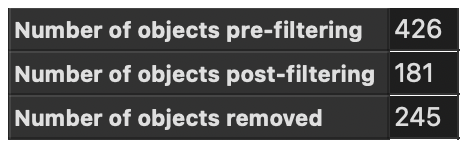 Number of objects pre-filtering 426
Number of objects post-filtering 181
Number of objects removed 245